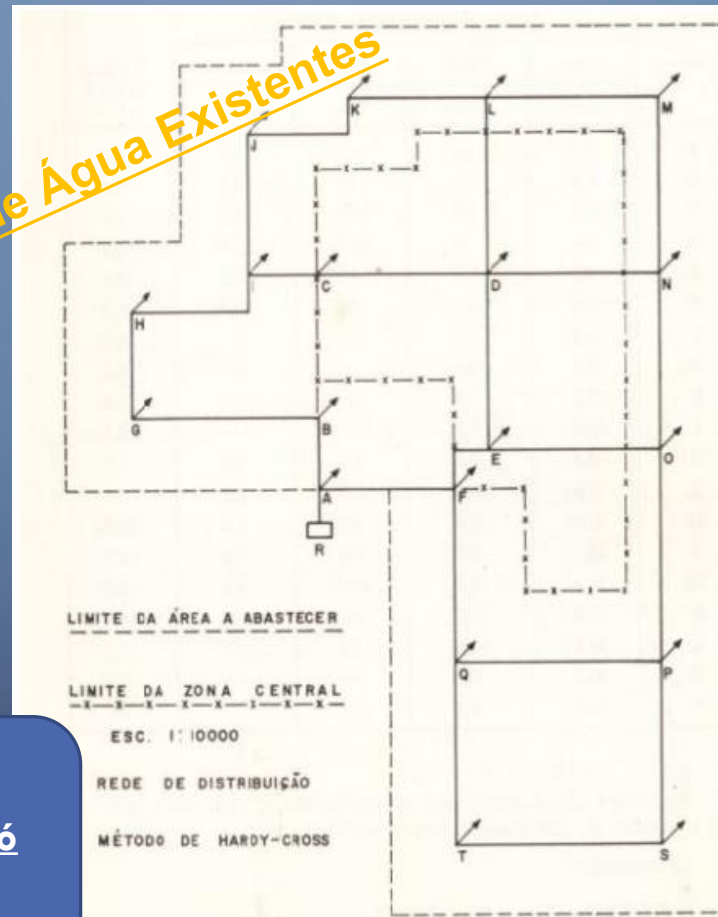 de Água Existentes
K
L
M
J
I
C
D
N
H
G
B
E
O
A
F
R
LIMITE DA ÁREA A ABASTECER
LIMITE DA ZONA CENTRAL
ESC. 1:10000
REDE DE DISTRIBUIÇÃO
MÉTODO DE HARDY-CROSS
Q
P
T
S
ó